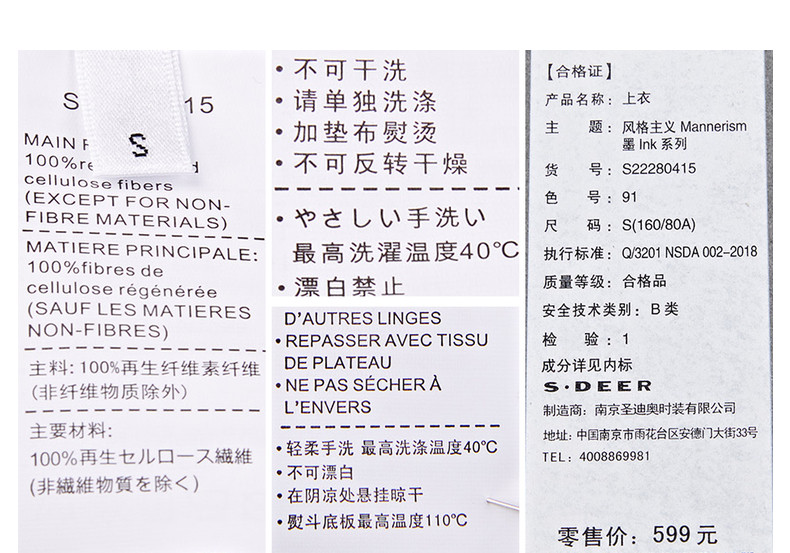 S
15
S
MAIN
100%re
cellulose fibers
(EXCEPT FOR NON-
FIBRE MATERIALS)
MATIERE PRINCIPALE:
100%fibres de
cellulose régénérée
(SAUF LES MATIERES
NON-FIBRES)
主料: 100%再生纤维素纤维
(非纤维物质除外)
主要材料:
100%再生セルロース繊維
(非繊維物質を除く)
·不可干洗
·请单独洗涤
·加垫布熨烫
·不可反转干燥
·やさしい手洗い
最高洗濯温度40℃
·漂白禁止
D'AUTRES LINGES
·REPASSER AVEC TISSU
DE PLATEAU
·NE PAS SÉCHER À
L'ENVERS
·轻柔手洗 最高洗涤温度40℃
·不可漂白
·在阴凉处悬挂晾干
·熨斗底板最高温度110℃
【合格证】
产品名称: 上衣
主 题: 风格主义 Mannerism
墨 Ink 系列
货 号: S22280415
色 号: 91
尺 码: S(160/80A)
执行标准: Q/3201 NSDA 002-2018
质量等级: 合格品
安全技术类别: B 类
检 验: 1
成分详见内标
S·DEER
制造商: 南京圣迪奥时装有限公司
地址: 中国南京市雨花台区安德门大街33号
TEL: 4008869981
零售价: 599 元